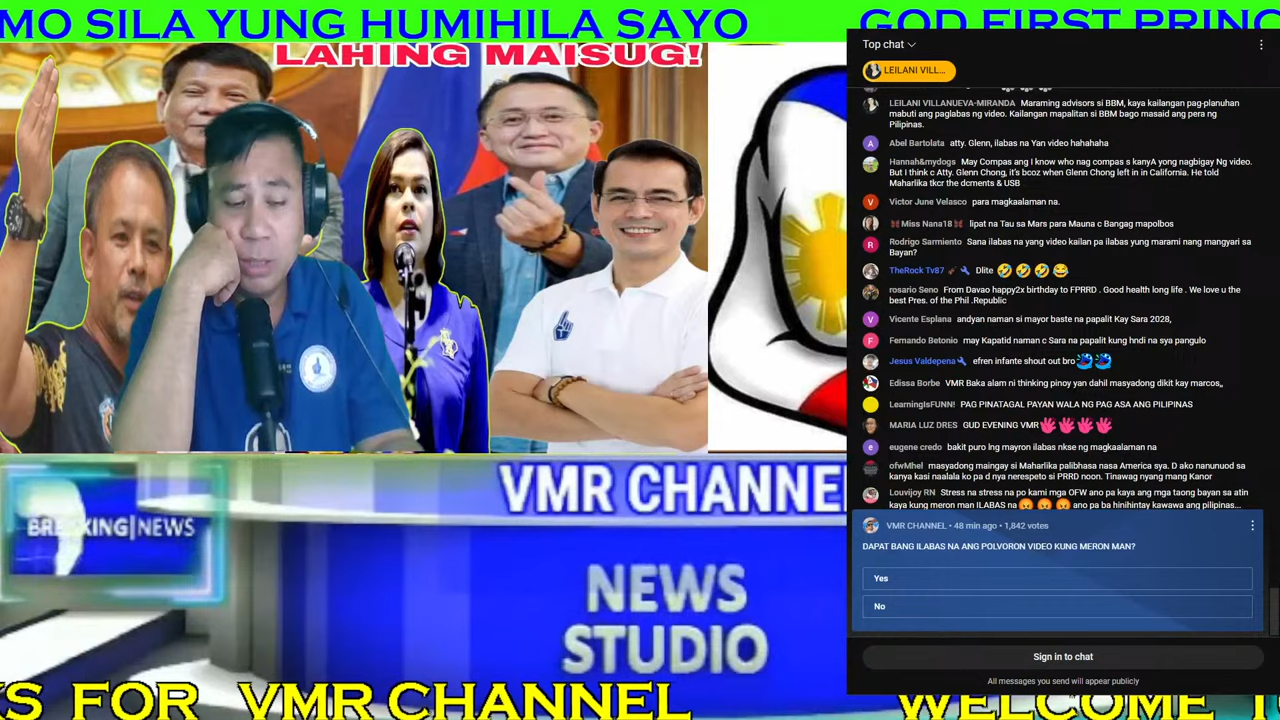 MO SILA YUNG HUMIHILA SAYO
GOD FIRST PRINC
LAHING MAISUG!
VMR CHANNE
BREAKING|NEWS
NEWS
STUDIO
KS FOR VMR CHANNEL
WELCOME TO
Top chat
LEILANI VILL...
LEILANI VILLANUEVA-MIRANDA Maraming advisors si BBM, kaya kailangan pag-planuhan
mabuti ang paglabas ng video. Kailangan mapalitan si BBM bago masaid ang pera ng
Pilipinas.
A Abel Bartolata atty. Glenn, ilabas na Yan video hahahaha
Hannah&mydogs May Compas ang I know who nag compas s kanyA yong nagbigay Ng video.
But I think c Atty. Glenn Chong, it's bcoz when Glenn Chong left in in California. He told
Maharlika tkcr the dcments & USB
V Victor June Velasco para magkaalaman na.
🎀Miss Nana18🎀 lipat na Tau sa Mars para Mauna c Bangag mapolbos
R Rodrigo Sarmiento Sana ilabas na yang video kailan pa ilabas yung marami nang mangyari sa
Bayan?
TheRock Tv87 Dlite 🤣🤣🤣😂
rosario Seno From Davao happy2x birthday to FPRRD . Good health long life . We love u the
best Pres. of the Phil .Republic
V Vicente Esplana andyan naman si mayor baste na papalit Kay Sara 2028,
F Fernando Betonio may Kapatid naman c Sara na papalit kung hndi na sya pangulo
Jesus Valdepena efren infante shout out bro
Edissa Borbe VMR Baka alam ni thinking pinoy yan dahil masyadong dikit kay marcos,,
LearningIsFUNN! PAG PINATAGAL PAYAN WALA NG PAG ASA ANG PILIPINAS
MARIA LUZ DRES GUD EVENING VMR
e eugene credo bakit puro lng mayron ilabas nkse ng magkaalaman na
ofwMhel masyadong maingay si Maharlika palibhasa nasa America sya. D ako nanunuod sa
kanya kasi naalala ko pa d nya nerespeto si PRRD noon. Tinawag nyang mang Kanor
Louvijoy RN Stress na stress na po kami mga OFW ano pa kaya ang mga taong bayan sa atin
kaya kung meron man ILABAS na😡😡😡ano pa ba hinihintay kawawa ang pilipinas...
VMR CHANNEL • 48 min ago • 1,842 votes
DAPAT BANG ILABAS NA ANG POLVORON VIDEO KUNG MERON MAN?
Yes
No
Sign in to chat
All messages you send will appear publicly